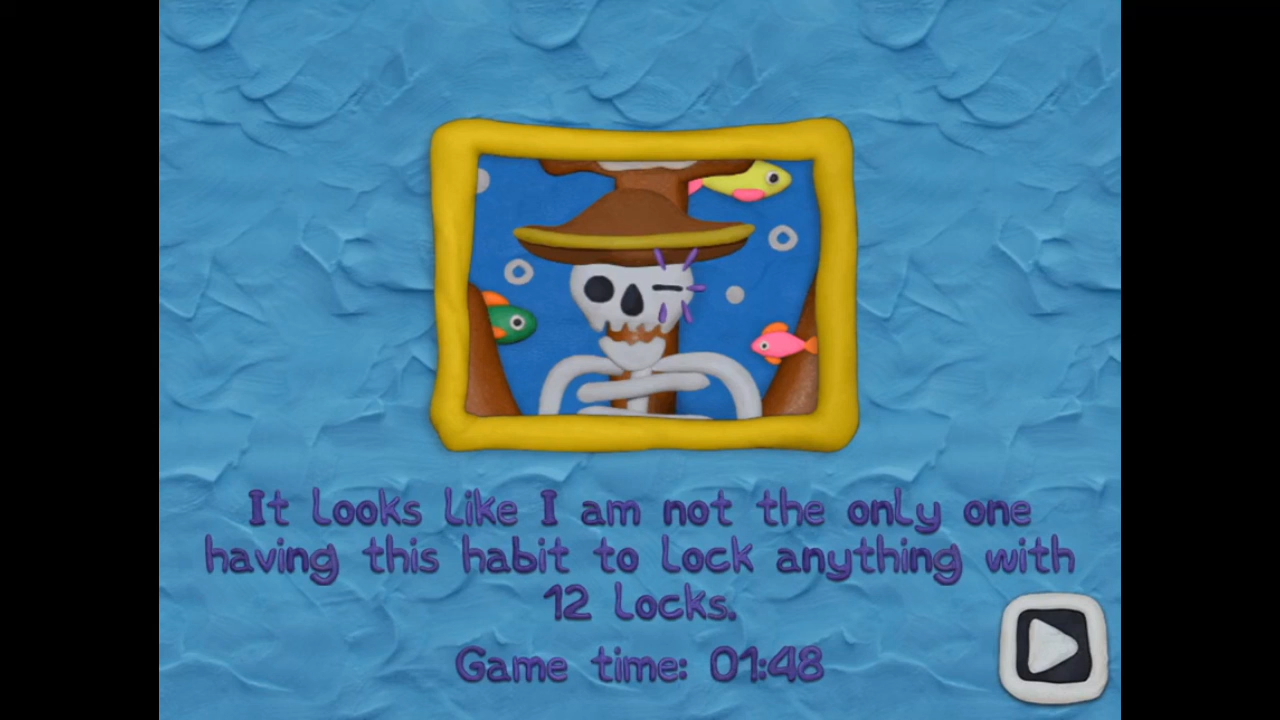 It looks like I am not the only one
having this habit to lock anything with
12 locks.
Game time: 01:48